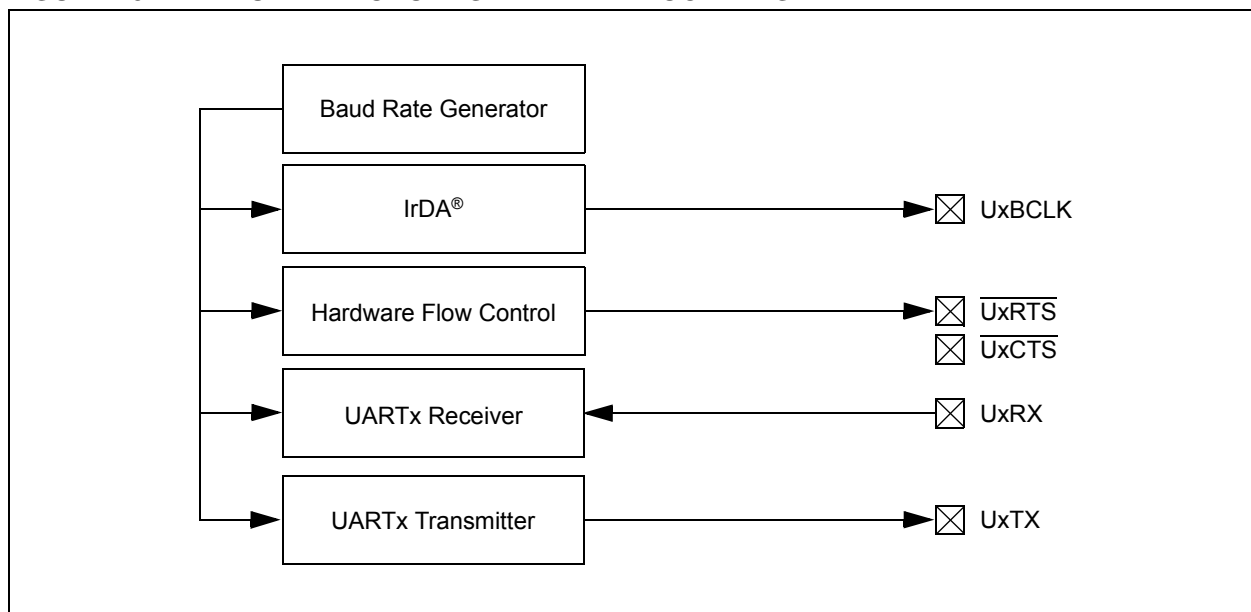 Baud Rate Generator
IrDA®
UxBCLK
Hardware Flow Control
UxRTS
UxCTS
UARTx Receiver
UxRX
UARTx Transmitter
UxTX